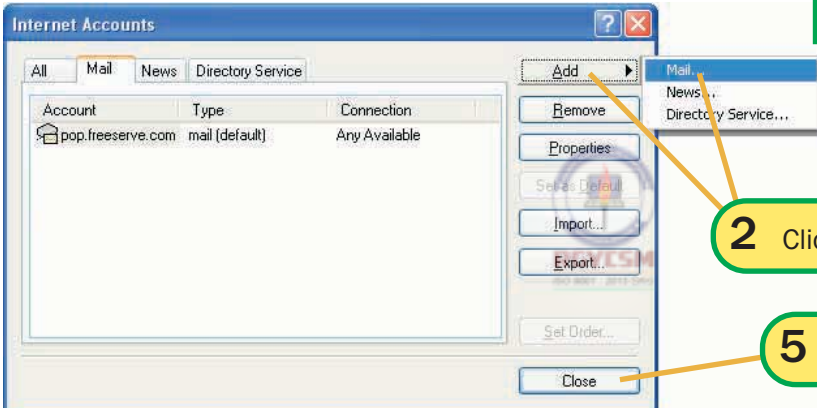 Internet Accounts
All Mail News Directory Service
Add
Mail...
News...
Directory Service...
Account Type Connection
pop.freeserve.com mail (default) Any Available
Remove
Properties
Set as Default
Import...
Export...
Set Order...
Close
2 Clic
5